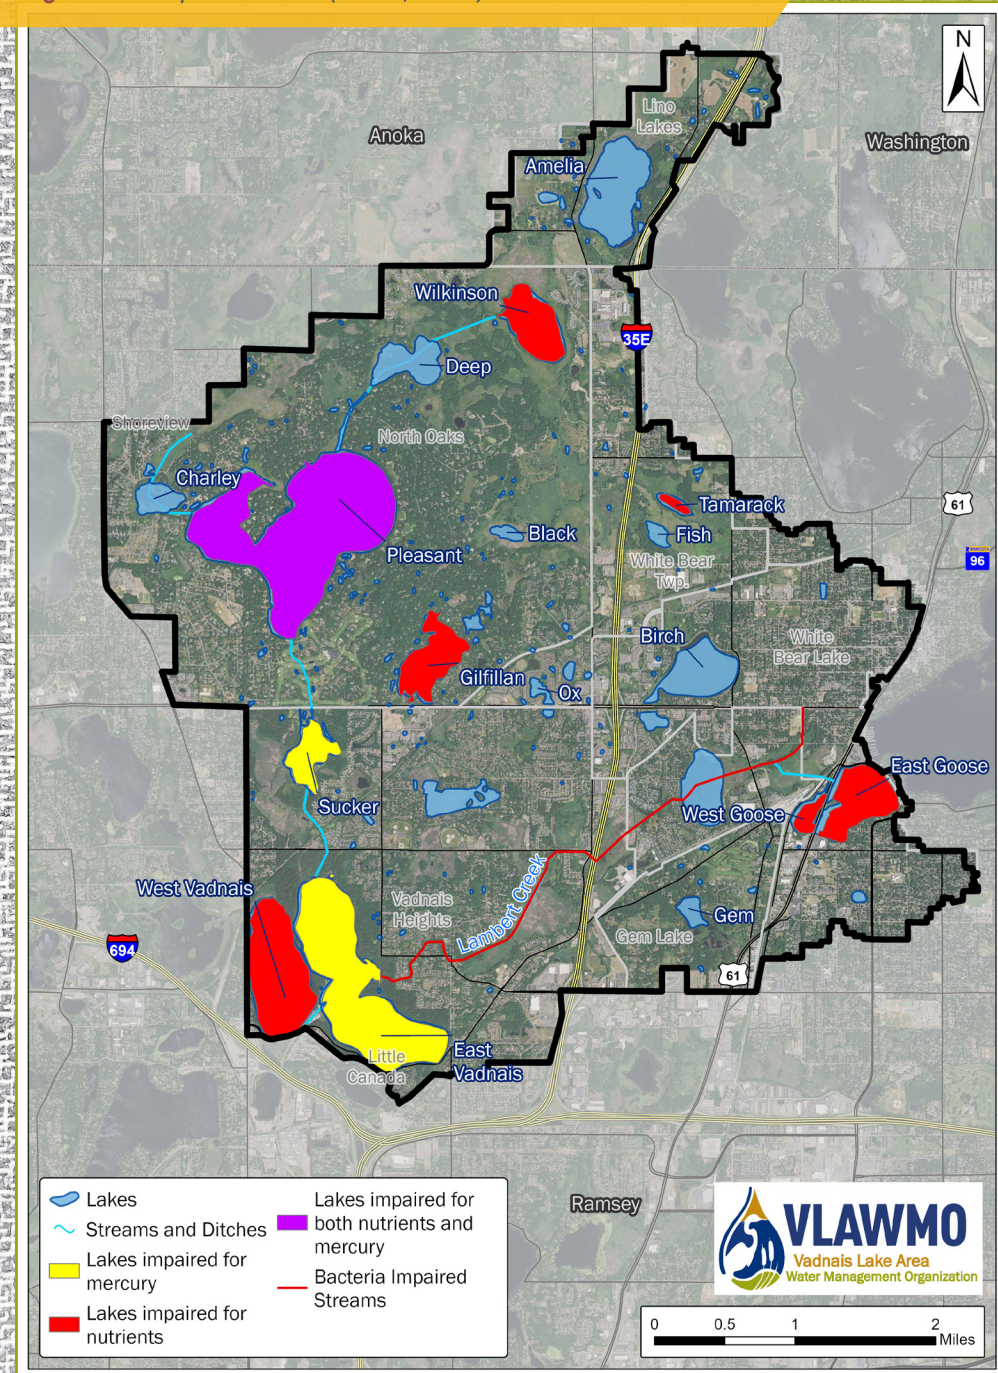 N
Lino
Lakes
Anoka
Washington
Amelia
Wilkinson
35E
Deep
Shoreview
North Oaks
Charley
Tamarack
61
Black
Fish
Pleasant
96
White Bear
Twp.
Birch
White
Bear Lake
Gilfillan
Ox
East Goose
Sucker
West Goose
West Vadnais
Vadnais
Heights
Lambert Creek
Gem
Gem Lake
694
61
East
Vadnais
Little
Canada
Ramsey
Lakes
Streams and Ditches
Lakes impaired for
mercury
Lakes impaired for
nutrients
Lakes impaired for
both nutrients and
mercury
Bacteria Impaired
Streams
VLAWMO
Vadnais Lake Area
Water Management Organization
0 0.5 1 2
Miles